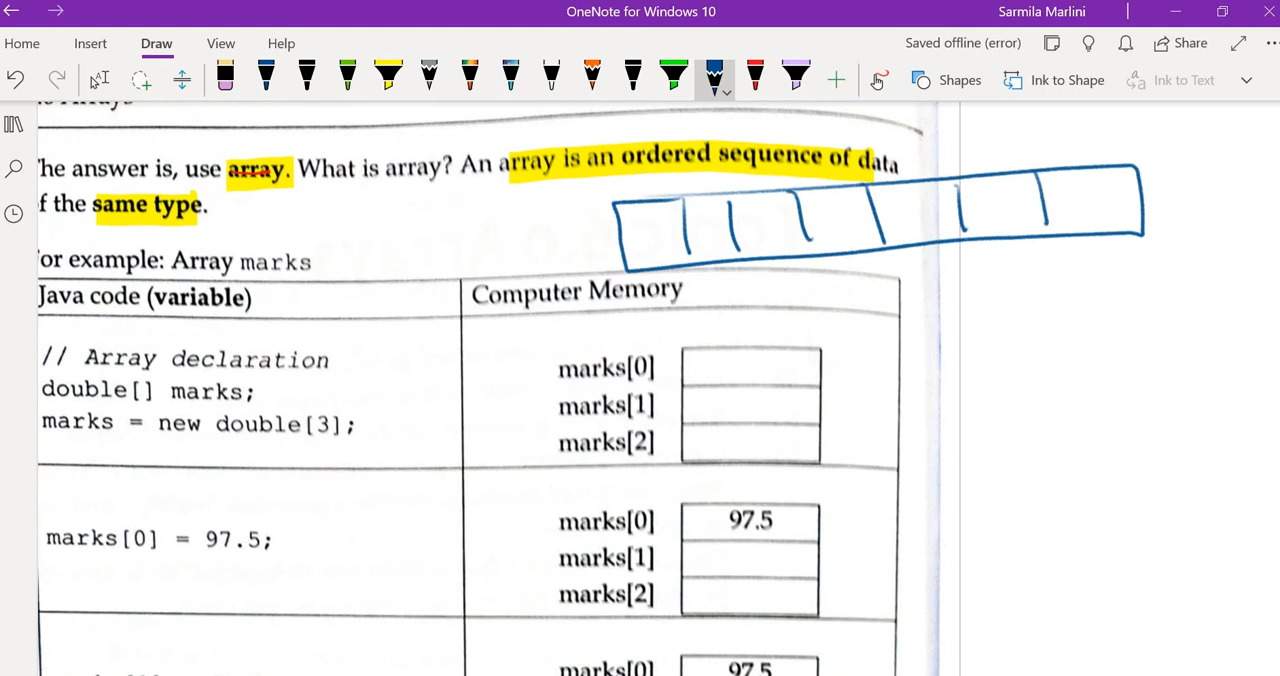 OneNote for Windows 10
Sarmila Marlini
Home Insert Draw View Help
Saved offline (error) Share
Shapes Ink to Shape Ink to Text
he answer is, use array. What is array? An array is an ordered sequence of data
f the same type.
or example: Array marks
Java code (variable) Computer Memory
// Array declaration
double[] marks;
marks = new double[3];
marks[0]
marks[1]
marks[2]
marks[0] = 97.5;
marks[0] 97.5
marks[1]
marks[2]
marks[0] 97.5